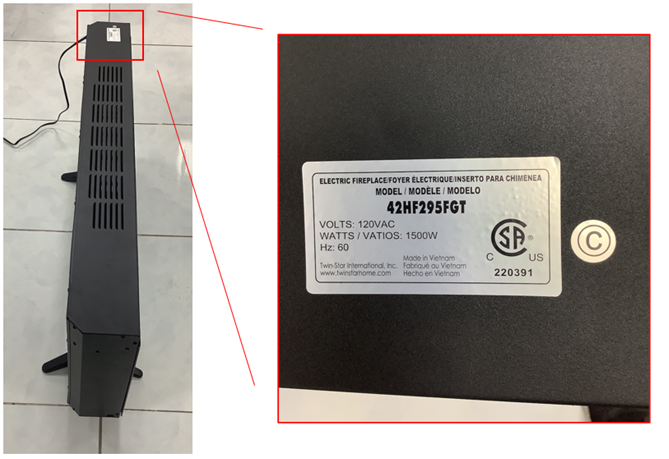 ELECTRIC FIREPLACE/FOYER ÉLECTRIQUE/INSERTO PARA CHIMENEA
MODEL / MODÈLE / MODELO
42HF295FGT
VOLTS: 120VAC
WATTS / VATIOS: 1500W
Hz: 60
Twin-Star International, Inc.
www.twinstarhome.com
Made in Vietnam
Fabriqué au Vietnam
Hecho en Vietnam
CSA®
C US
220391
C